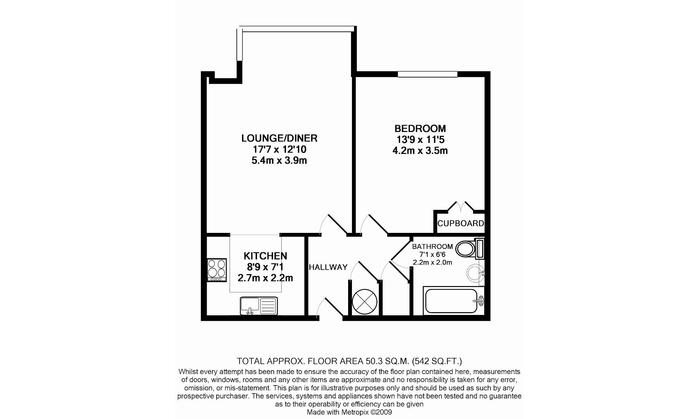 LOUNGE/DINER
17'7 x 12'10
5.4m x 3.9m
BEDROOM
13'9 x 11'5
4.2m x 3.5m
CUPBOARD
KITCHEN
8'9 x 7'1
2.7m x 2.2m
HALLWAY
BATHROOM
7'1 x 6'6
2.2m x 2.0m
TOTAL APPROX. FLOOR AREA 50.3 SQ.M. (542 SQ.FT.)
Whilst every attempt has been made to ensure the accuracy of the floor plan contained here, measurements
of doors, windows, rooms and any other items are approximate and no responsibility is taken for any error,
omission, or mis-statement. This plan is for illustrative purposes only and should be used as such by any
prospective purchaser. The services, systems and appliances shown have not been tested and no guarantee
as to their operability or efficiency can be given
Made with Metropix ©2009